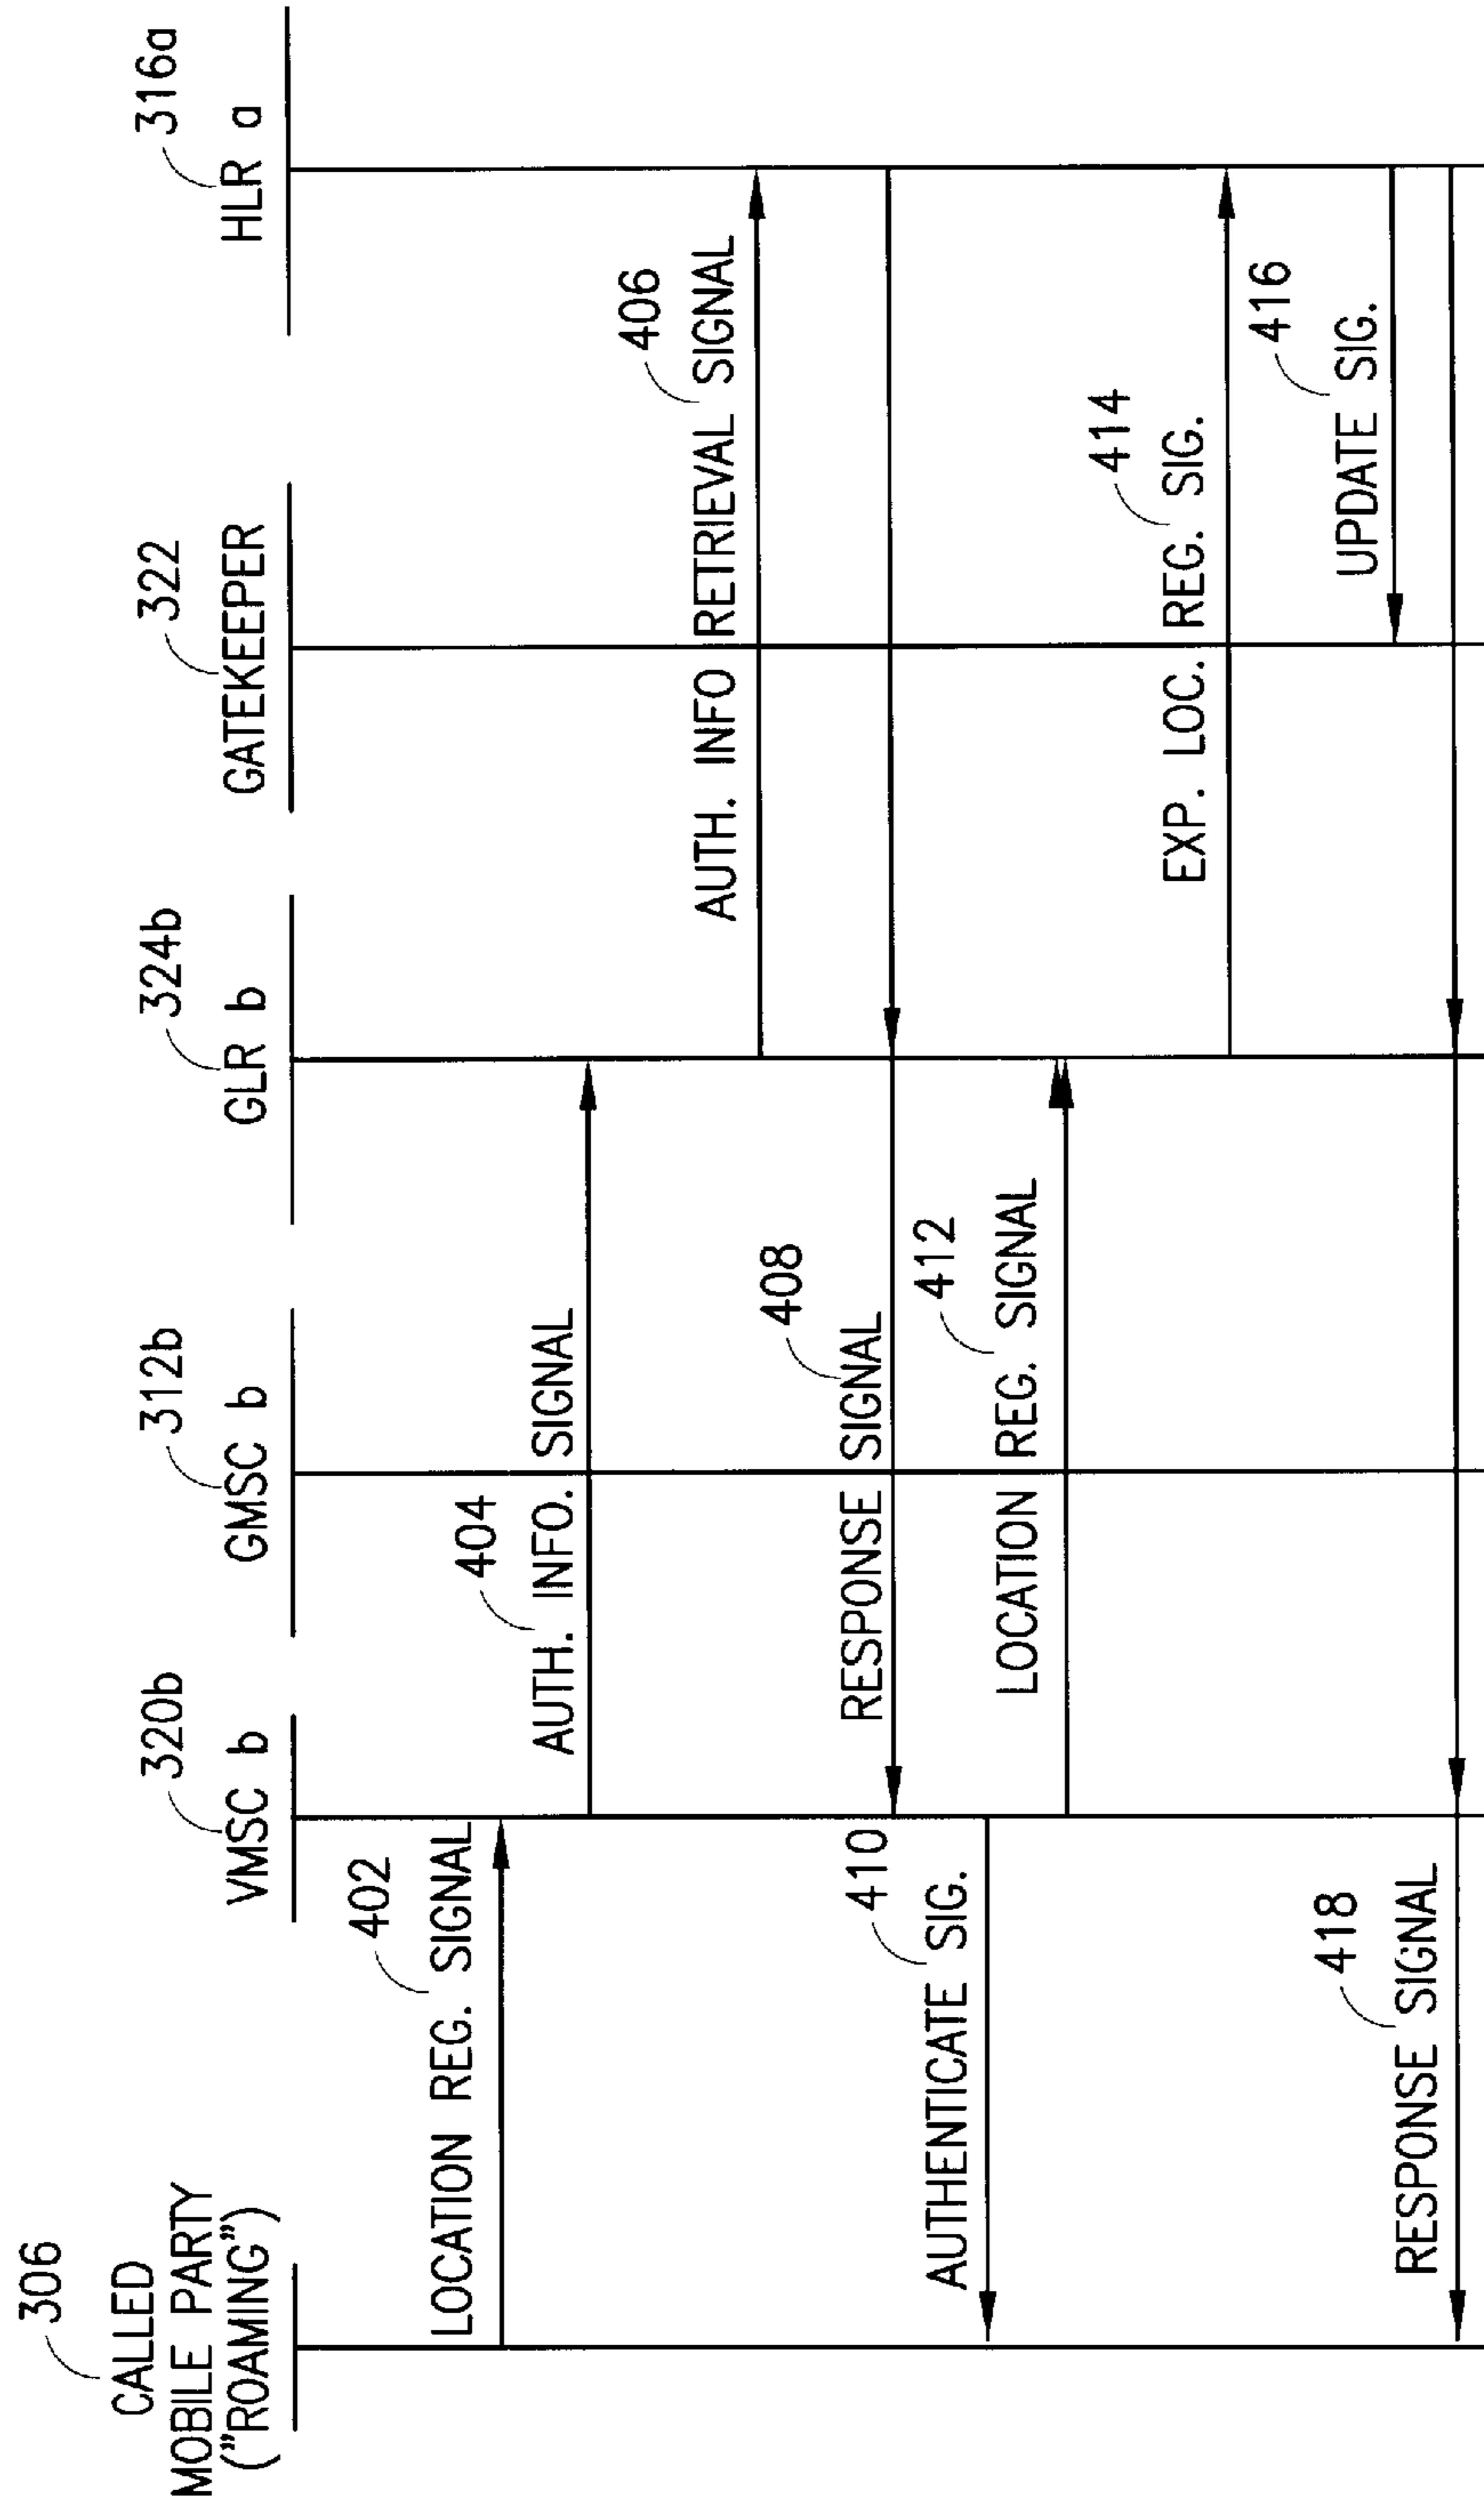 306
CALLED
MOBILE PARTY
("ROAMING")
320b
VMSC b
312b
GMSC b
324b
GLR b
322
GATEKEEPER
316a
HLR a
402
LOCATION REG. SIGNAL
404
AUTH. INFO. SIGNAL
406
AUTH. INFO RETRIEVAL SIGNAL
408
RESPONSE SIGNAL
410
AUTHENTICATE SIG.
412
LOCATION REG. SIGNAL
414
EXP. LOC. REG. SIG.
416
UPDATE SIG.
418
RESPONSE SIGNAL